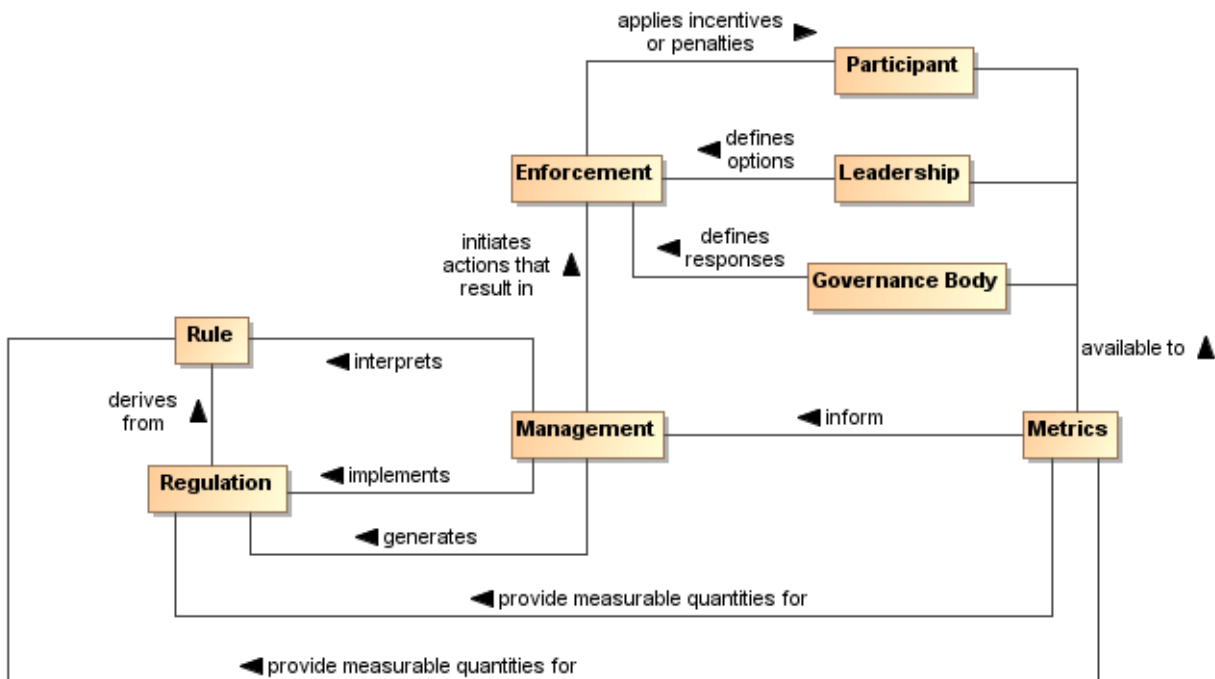 applies incentives
or penalties
Participant
defines
options
Enforcement
Leadership
defines
responses
initiates
actions that
result in
Governance Body
Rule
available to
interprets
derives
from
Management
inform
Metrics
Regulation
implements
generates
provide measurable quantities for
provide measurable quantities for